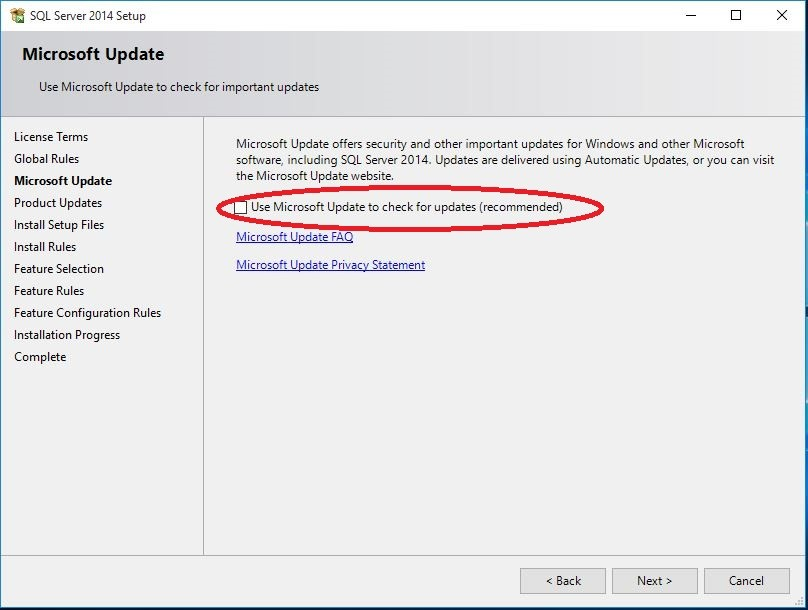 SQL Server 2014 Setup
Microsoft Update
Use Microsoft Update to check for important updates
License Terms
Global Rules
Microsoft Update
Product Updates
Install Setup Files
Install Rules
Feature Selection
Feature Rules
Feature Configuration Rules
Installation Progress
Complete
Microsoft Update offers security and other important updates for Windows and other Microsoft
software, including SQL Server 2014. Updates are delivered using Automatic Updates, or you can visit
the Microsoft Update website.
Use Microsoft Update to check for updates (recommended)
Microsoft Update FAQ
Microsoft Update Privacy Statement
< Back
Next >
Cancel